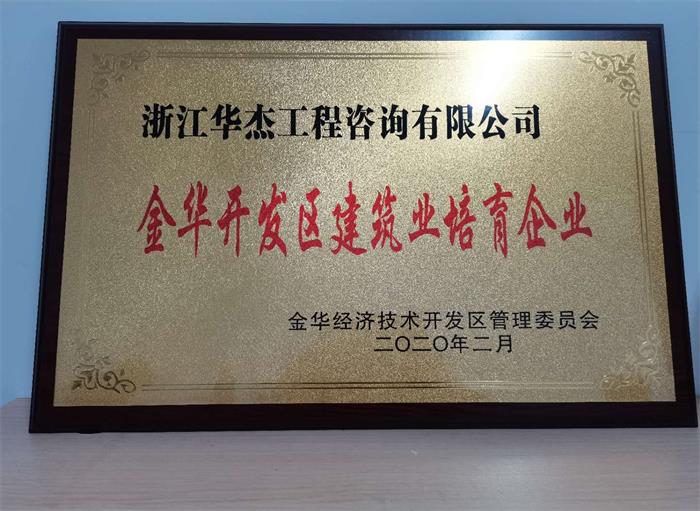 浙江华杰工程咨询有限公司
金华开发区建筑业培育企业
金华经济技术开发区管理委员会
二〇二〇年二月